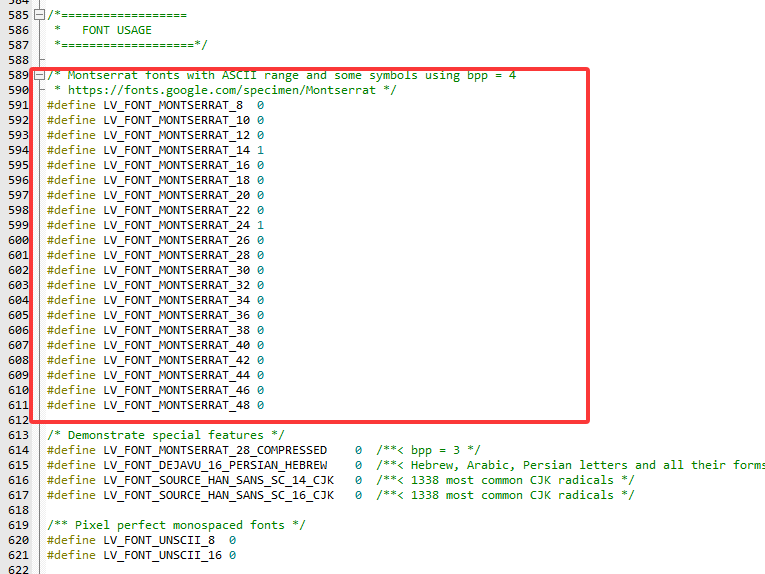 584
585 /*==================
586  *   FONT USAGE
587  *===================*/
588
589 /* Montserrat fonts with ASCII range and some symbols using bpp = 4
590  * https://fonts.google.com/specimen/Montserrat */
591 #define LV_FONT_MONTSERRAT_8  0
592 #define LV_FONT_MONTSERRAT_10 0
593 #define LV_FONT_MONTSERRAT_12 0
594 #define LV_FONT_MONTSERRAT_14 1
595 #define LV_FONT_MONTSERRAT_16 0
596 #define LV_FONT_MONTSERRAT_18 0
597 #define LV_FONT_MONTSERRAT_20 0
598 #define LV_FONT_MONTSERRAT_22 0
599 #define LV_FONT_MONTSERRAT_24 1
600 #define LV_FONT_MONTSERRAT_26 0
601 #define LV_FONT_MONTSERRAT_28 0
602 #define LV_FONT_MONTSERRAT_30 0
603 #define LV_FONT_MONTSERRAT_32 0
604 #define LV_FONT_MONTSERRAT_34 0
605 #define LV_FONT_MONTSERRAT_36 0
606 #define LV_FONT_MONTSERRAT_38 0
607 #define LV_FONT_MONTSERRAT_40 0
608 #define LV_FONT_MONTSERRAT_42 0
609 #define LV_FONT_MONTSERRAT_44 0
610 #define LV_FONT_MONTSERRAT_46 0
611 #define LV_FONT_MONTSERRAT_48 0
612
613 /* Demonstrate special features */
614 #define LV_FONT_MONTSERRAT_28_COMPRESSED    0  /**< bpp = 3 */
615 #define LV_FONT_DEJAVU_16_PERSIAN_HEBREW    0  /**< Hebrew, Arabic, Persian letters and all their forms
616 #define LV_FONT_SOURCE_HAN_SANS_SC_14_CJK   0  /**< 1338 most common CJK radicals */
617 #define LV_FONT_SOURCE_HAN_SANS_SC_16_CJK   0  /**< 1338 most common CJK radicals */
618
619 /** Pixel perfect monospaced fonts */
620 #define LV_FONT_UNSCII_8  0
621 #define LV_FONT_UNSCII_16 0
622